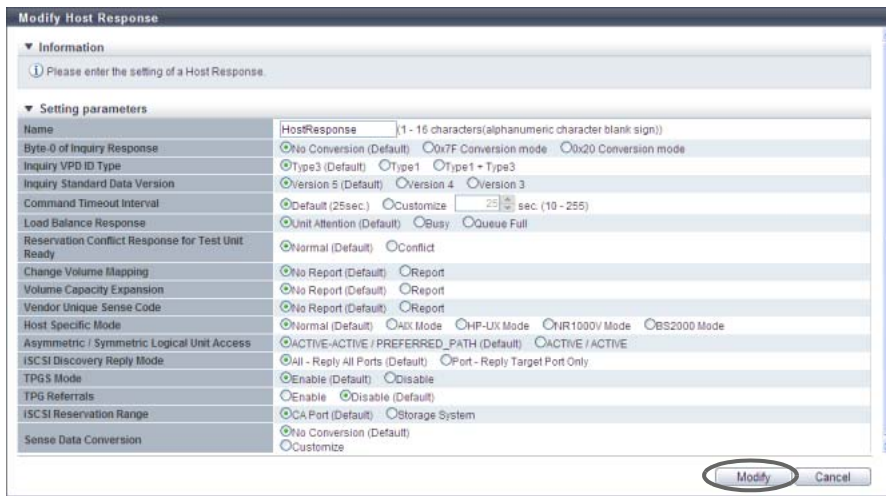 Modify Host Response
Information
Please enter the setting of a Host Response.
Setting parameters
Name HostResponse (1 - 16 characters(alphanumeric character blank sign))
Byte-0 of Inquiry Response No Conversion (Default) 0x7F Conversion mode 0x20 Conversion mode
Inquiry VPD ID Type Type3 (Default) Type1 Type1 + Type3
Inquiry Standard Data Version Version 5 (Default) Version 4 Version 3
Command Timeout Interval Default (25sec.) Customize 25 sec. (10 - 255)
Load Balance Response Unit Attention (Default) Busy Queue Full
Reservation Conflict Response for Test Unit
Ready Normal (Default) Conflict
Change Volume Mapping No Report (Default) Report
Volume Capacity Expansion No Report (Default) Report
Vendor Unique Sense Code No Report (Default) Report
Host Specific Mode Normal (Default) AIX Mode HP-UX Mode NR1000V Mode BS2000 Mode
Asymmetric / Symmetric Logical Unit Access ACTIVE-ACTIVE / PREFERRED_PATH (Default) ACTIVE / ACTIVE
iSCSI Discovery Reply Mode All - Reply All Ports (Default) Port - Reply Target Port Only
TPGS Mode Enable (Default) Disable
TPG Referrals Enable Disable (Default)
iSCSI Reservation Range CA Port (Default) Storage System
Sense Data Conversion No Conversion (Default)
Customize
Modify Cancel